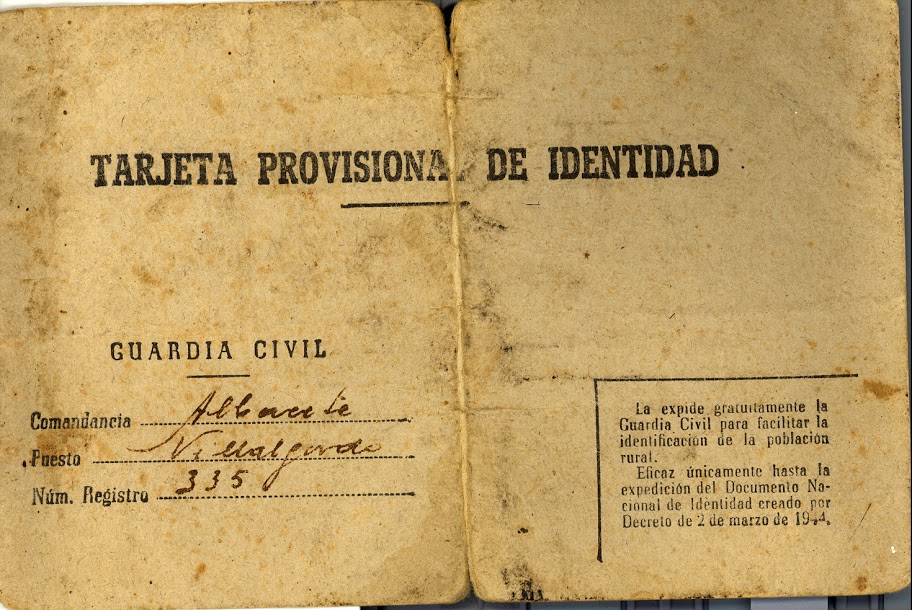 TARJETA PROVISIONAL DE IDENTIDAD
GUARDIA CIVIL
Comandancia Albacete
Puesto Villalgordo
Núm. Registro 335
La expide gratuitamente la
Guardia Civil para facilitar la
identificación de la población
rural.
Eficaz únicamente hasta la
expedición del Documento Na-
cional de Identidad creado por
Decreto de 2 de marzo de 1944.